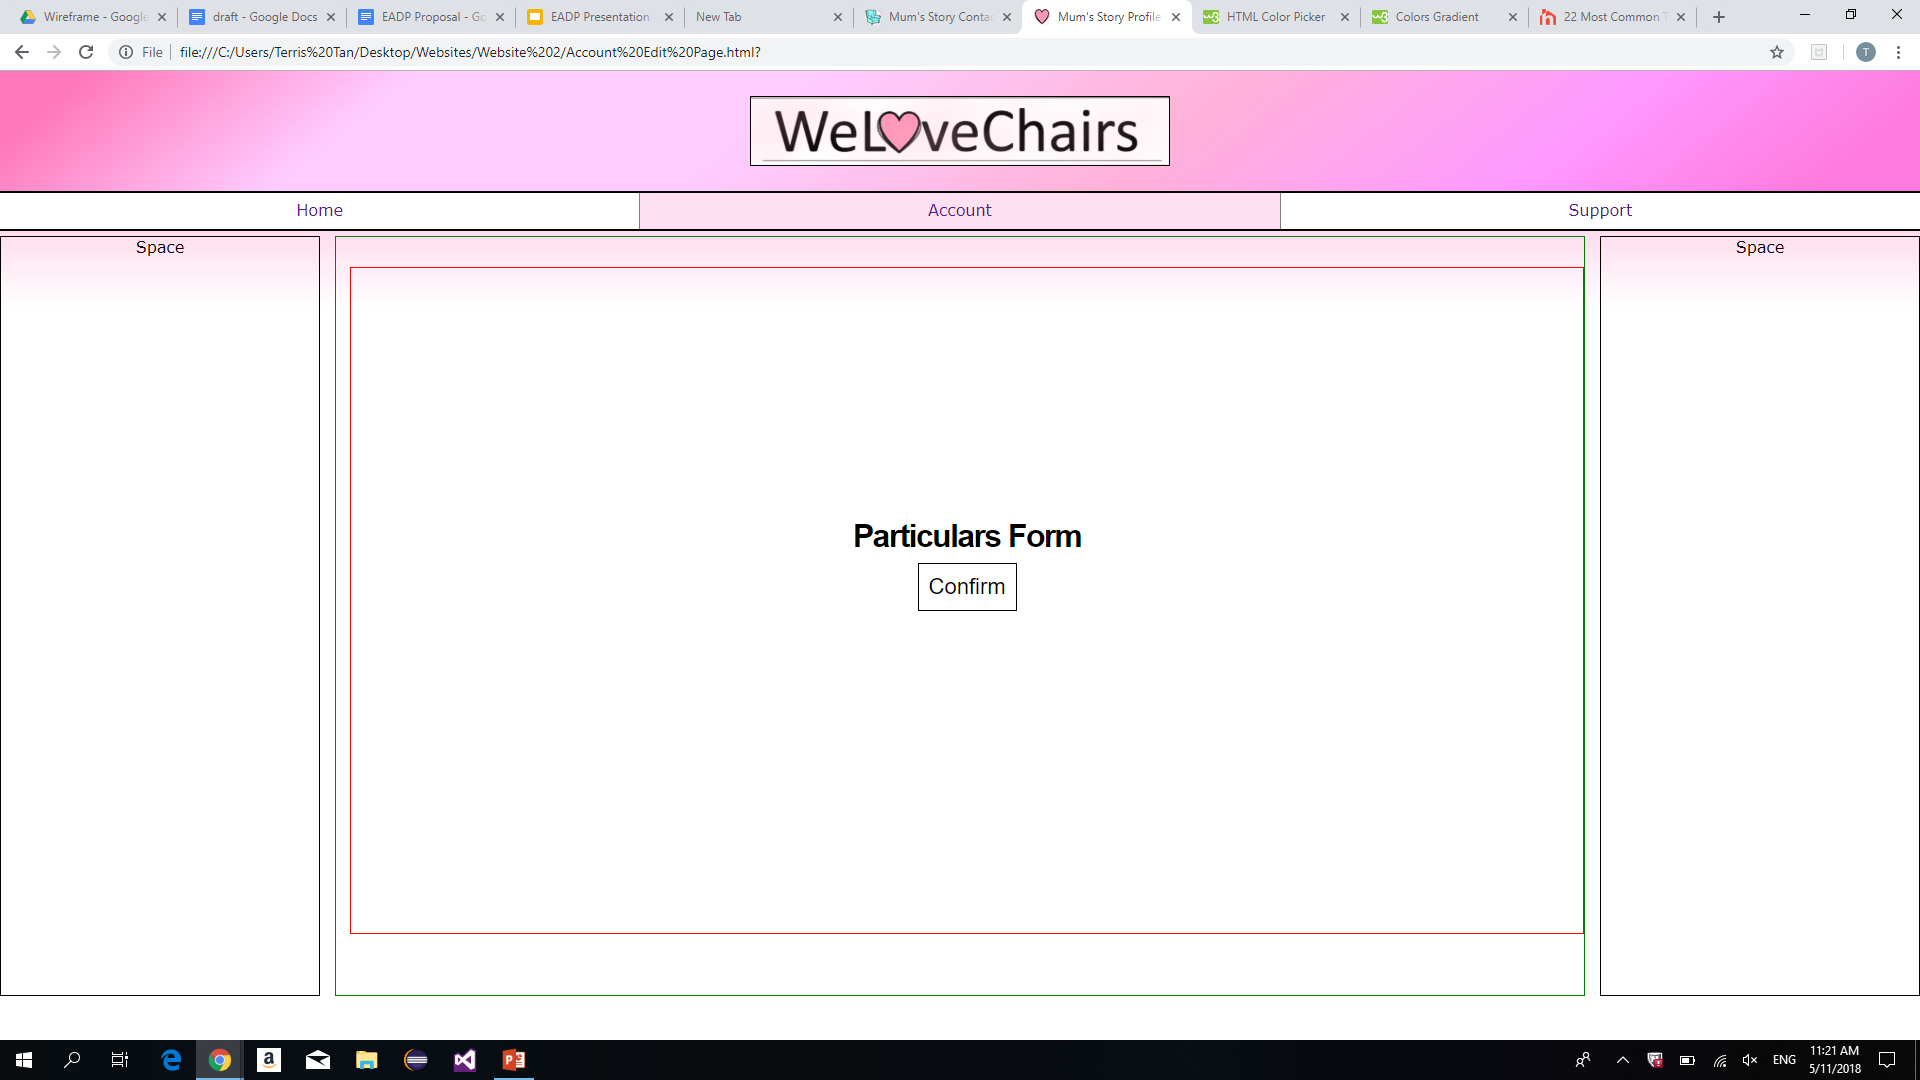 Wireframe - Google
draft - Google Docs
EADP Proposal - Go
EADP Presentation
New Tab
Mum's Story Conta
Mum's Story Profile
HTML Color Picker
Colors Gradient
22 Most Common T
File
file:///C:/Users/Terris%20Tan/Desktop/Websites/Website%202/Account%20Edit%20Page.html?
T
WeLoveChairs
Home
Account
Support
Space
Space
Particulars Form
Confirm
ENG
11:21 AM
5/11/2018